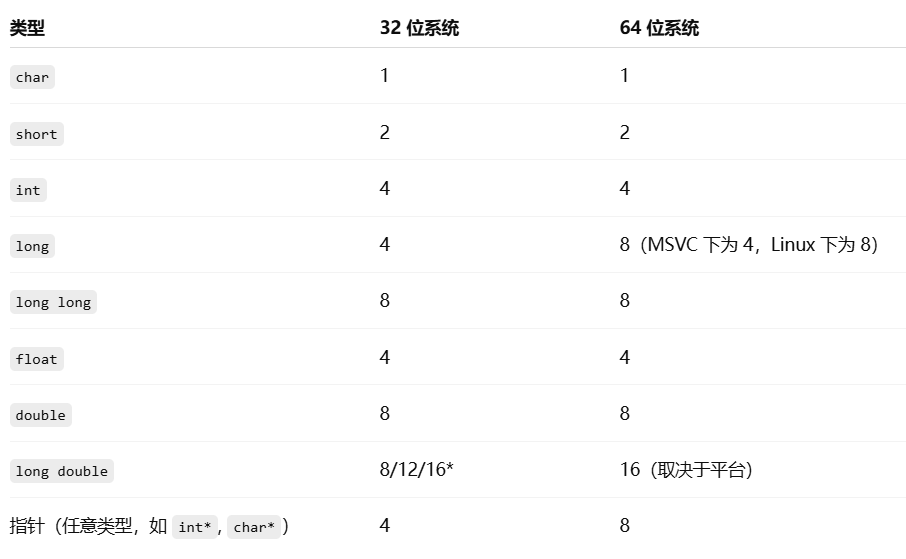 类型 32 位系统 64 位系统
char 1 1
short 2 2
int 4 4
long 4 8（MSVC 下为 4，Linux 下为 8）
long long 8 8
float 4 4
double 8 8
long double 8/12/16* 16（取决于平台）
指针（任意类型，如 int*, char*） 4 8